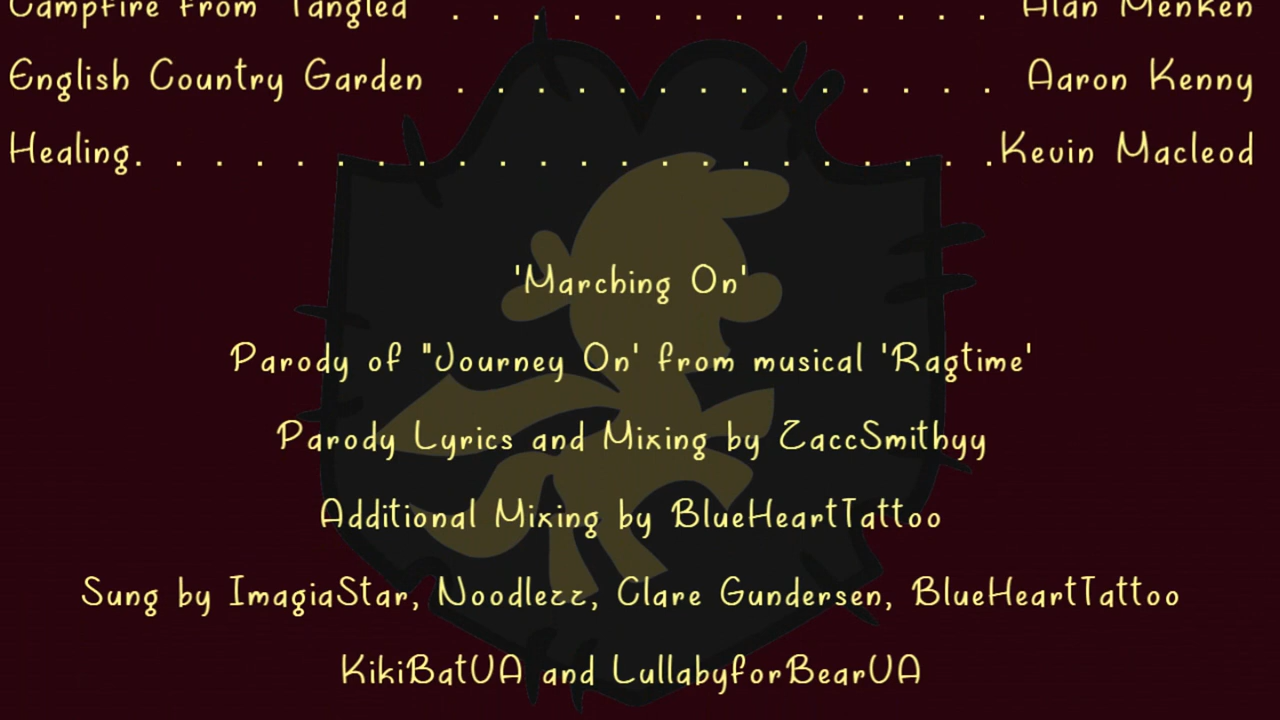 Campfire from "Tangled . . . . . . . . . . . . . . Alan Menken
English Country Garden . . . . . . . . . . . . . . Aaron Kenny
Healing. . . . . . . . . . . . . . . . . . . . . .Kevin Macleod
'Marching On'
Parody of "Journey On' from musical 'Ragtime'
Parody Lyrics and Mixing by ZaccSmithyy
Additional Mixing by BlueHeartTattoo
Sung by ImagiaStar, Noodlezz, Clare Gundersen, BlueHeartTattoo
KikiBatUA and LullabyforBearUA